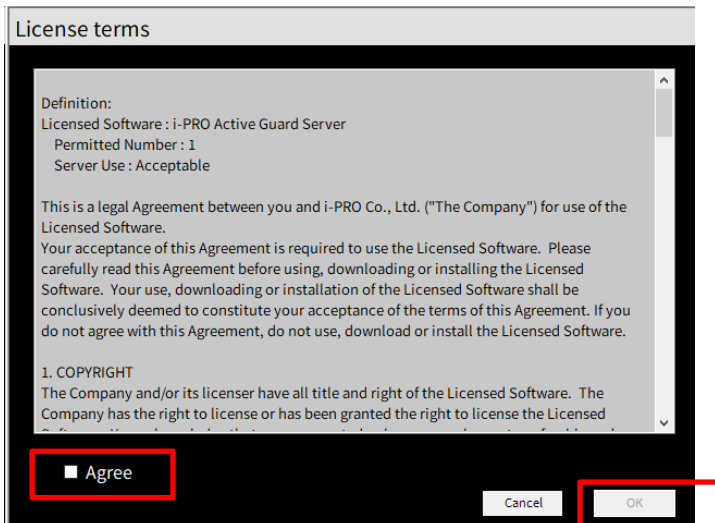 License terms
Definition:
Licensed Software : i-PRO Active Guard Server
Permitted Number : 1
Server Use : Acceptable
This is a legal Agreement between you and i-PRO Co., Ltd. ("The Company") for use of the
Licensed Software.
Your acceptance of this Agreement is required to use the Licensed Software.  Please
carefully read this Agreement before using, downloading or installing the Licensed
Software.  Your use, downloading or installation of the Licensed Software shall be
conclusively deemed to constitute your acceptance of the terms of this Agreement. If you
do not agree with this Agreement, do not use, download or install the Licensed Software.
1. COPYRIGHT
The Company and/or its licenser have all title and right of the Licensed Software.  The
Company has the right to license or has been granted the right to license the Licensed
Agree
Cancel
OK